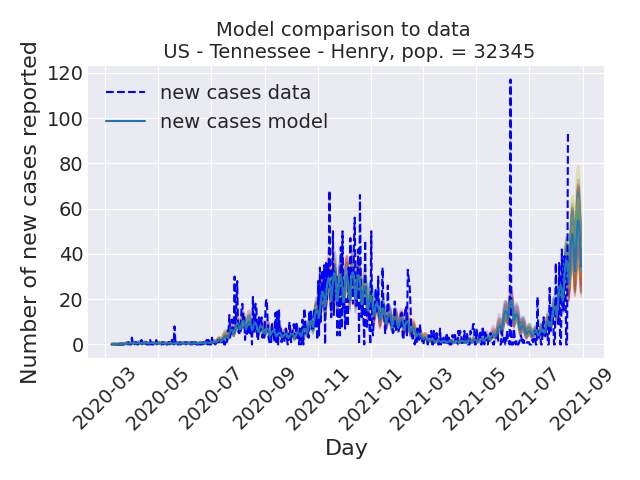 Model comparison to data
US - Tennessee - Henry, pop. = 32345
Number of new cases reported
120
100
80
60
40
20
0
new cases data
new cases model
2020-03
2020-05
2020-07
2020-09
2020-11
2021-01
2021-03
2021-05
2021-07
2021-09
Day